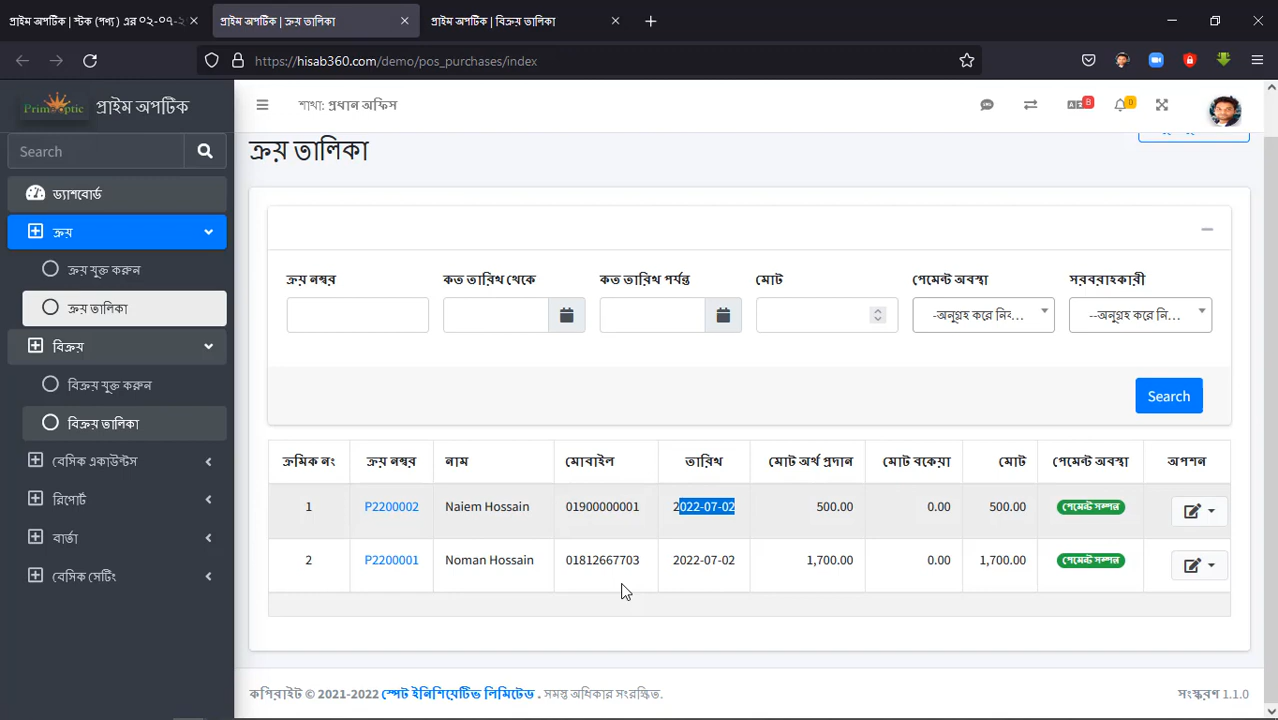 প্রাইম অপটিক | স্টক (পণ্য) এর ০২-০৭-২
প্রাইম অপটিক | ক্রয় তালিকা
প্রাইম অপটিক | বিক্রয় তালিকা
https://hisab360.com/demo/pos_purchases/index
PrimeOptic
প্রাইম অপটিক
শাখা: প্রধান অফিস
8
0
Search
ড্যাশবোর্ড
ক্রয়
ক্রয় যুক্ত করুন
ক্রয় তালিকা
বিক্রয়
বিক্রয় যুক্ত করুন
বিক্রয় তালিকা
বেসিক একাউন্টস
রিপোর্ট
বার্তা
বেসিক সেটিং
ক্রয় তালিকা
ক্রয় নম্বর কত তারিখ থেকে কত তারিখ পর্যন্ত মোট পেমেন্ট অবস্থা সরবরাহকারী
-অনুগ্রহ করে নিব... --অনুগ্রহ করে নি...
Search
ক্রমিক নং ক্রয় নম্বর নাম মোবাইল তারিখ মোট অর্থ প্রদান মোট বকেয়া মোট পেমেন্ট অবস্থা অপশন
1 P2200002 Naiem Hossain 01900000001 2022-07-02 500.00 0.00 500.00 পেমেন্ট সম্পন্ন
2 P2200001 Noman Hossain 01812667703 2022-07-02 1,700.00 0.00 1,700.00 পেমেন্ট সম্পন্ন
কপিরাইট © 2021-2022 স্পেট ইনিশিয়েটিভ লিমিটেড . সমস্ত অধিকার সংরক্ষিত.
সংস্করণ 1.1.0